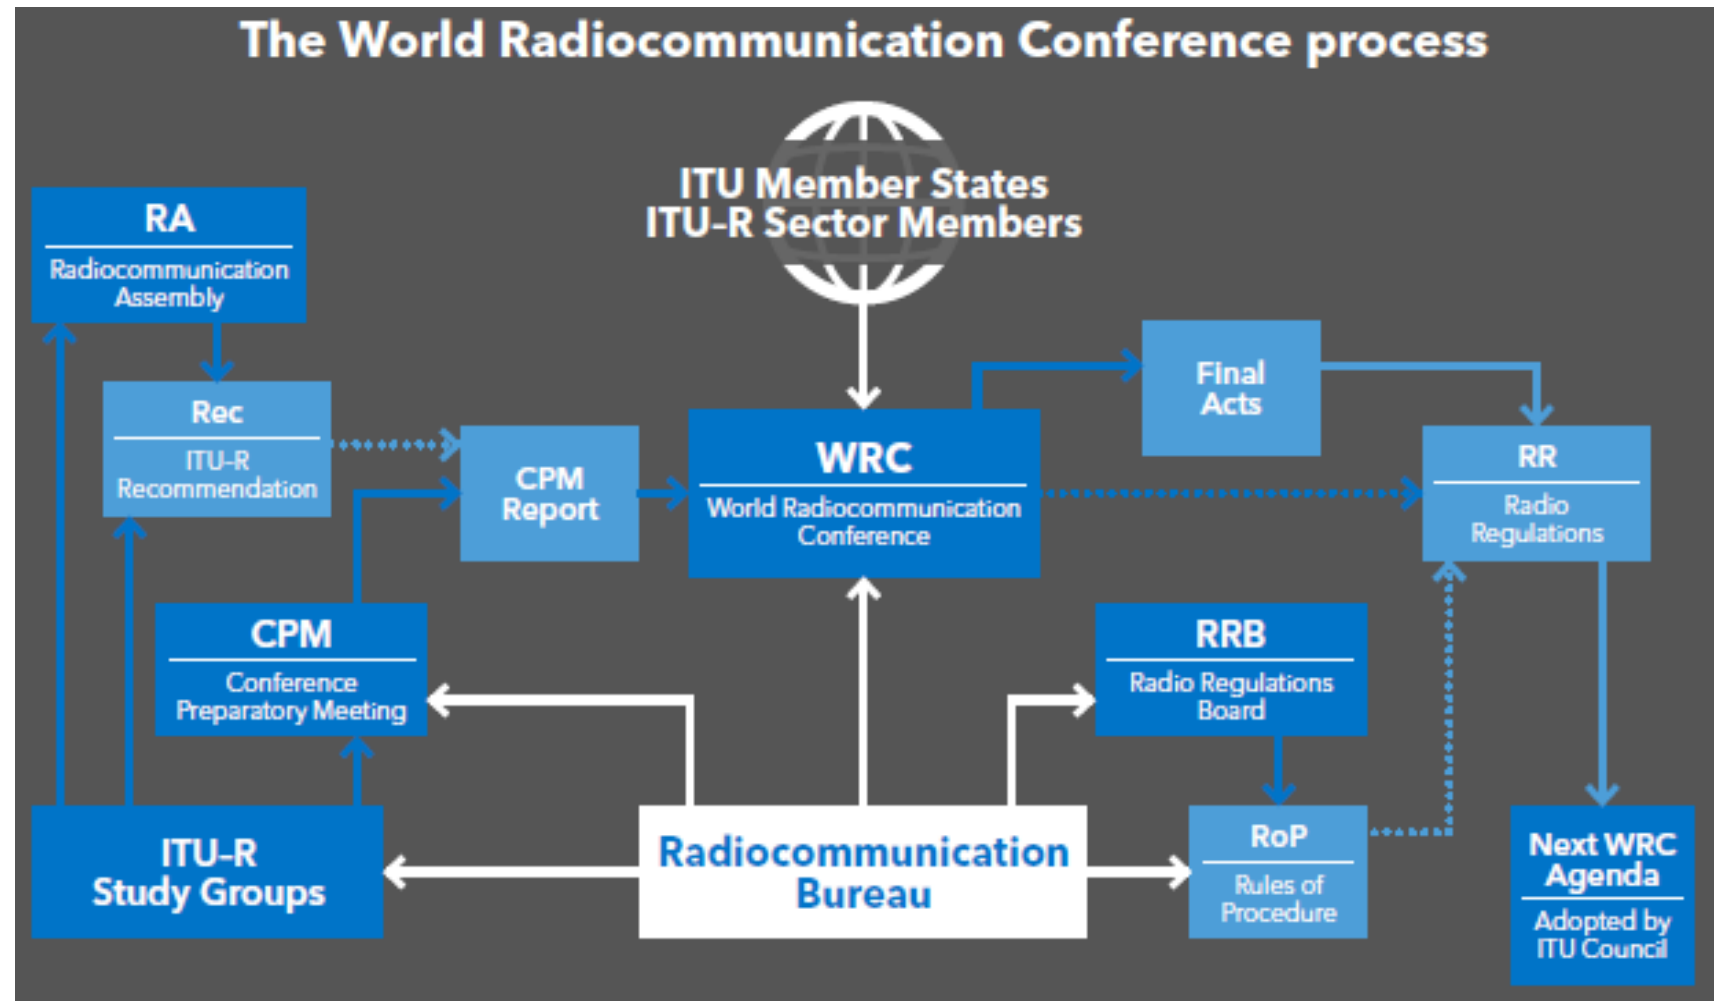 The World Radiocommunication Conference process
ITU Member States
ITU-R Sector Members
RA
Radiocommunication
Assembly
Rec
ITU-R
Recommendation
CPM
Report
WRC
World Radiocommunication
Conference
Final
Acts
RR
Radio
Regulations
CPM
Conference
Preparatory Meeting
RRB
Radio Regulations
Board
ITU-R
Study Groups
Radiocommunication
Bureau
RoP
Rules of
Procedure
Next WRC
Agenda
Adopted by
ITU Council